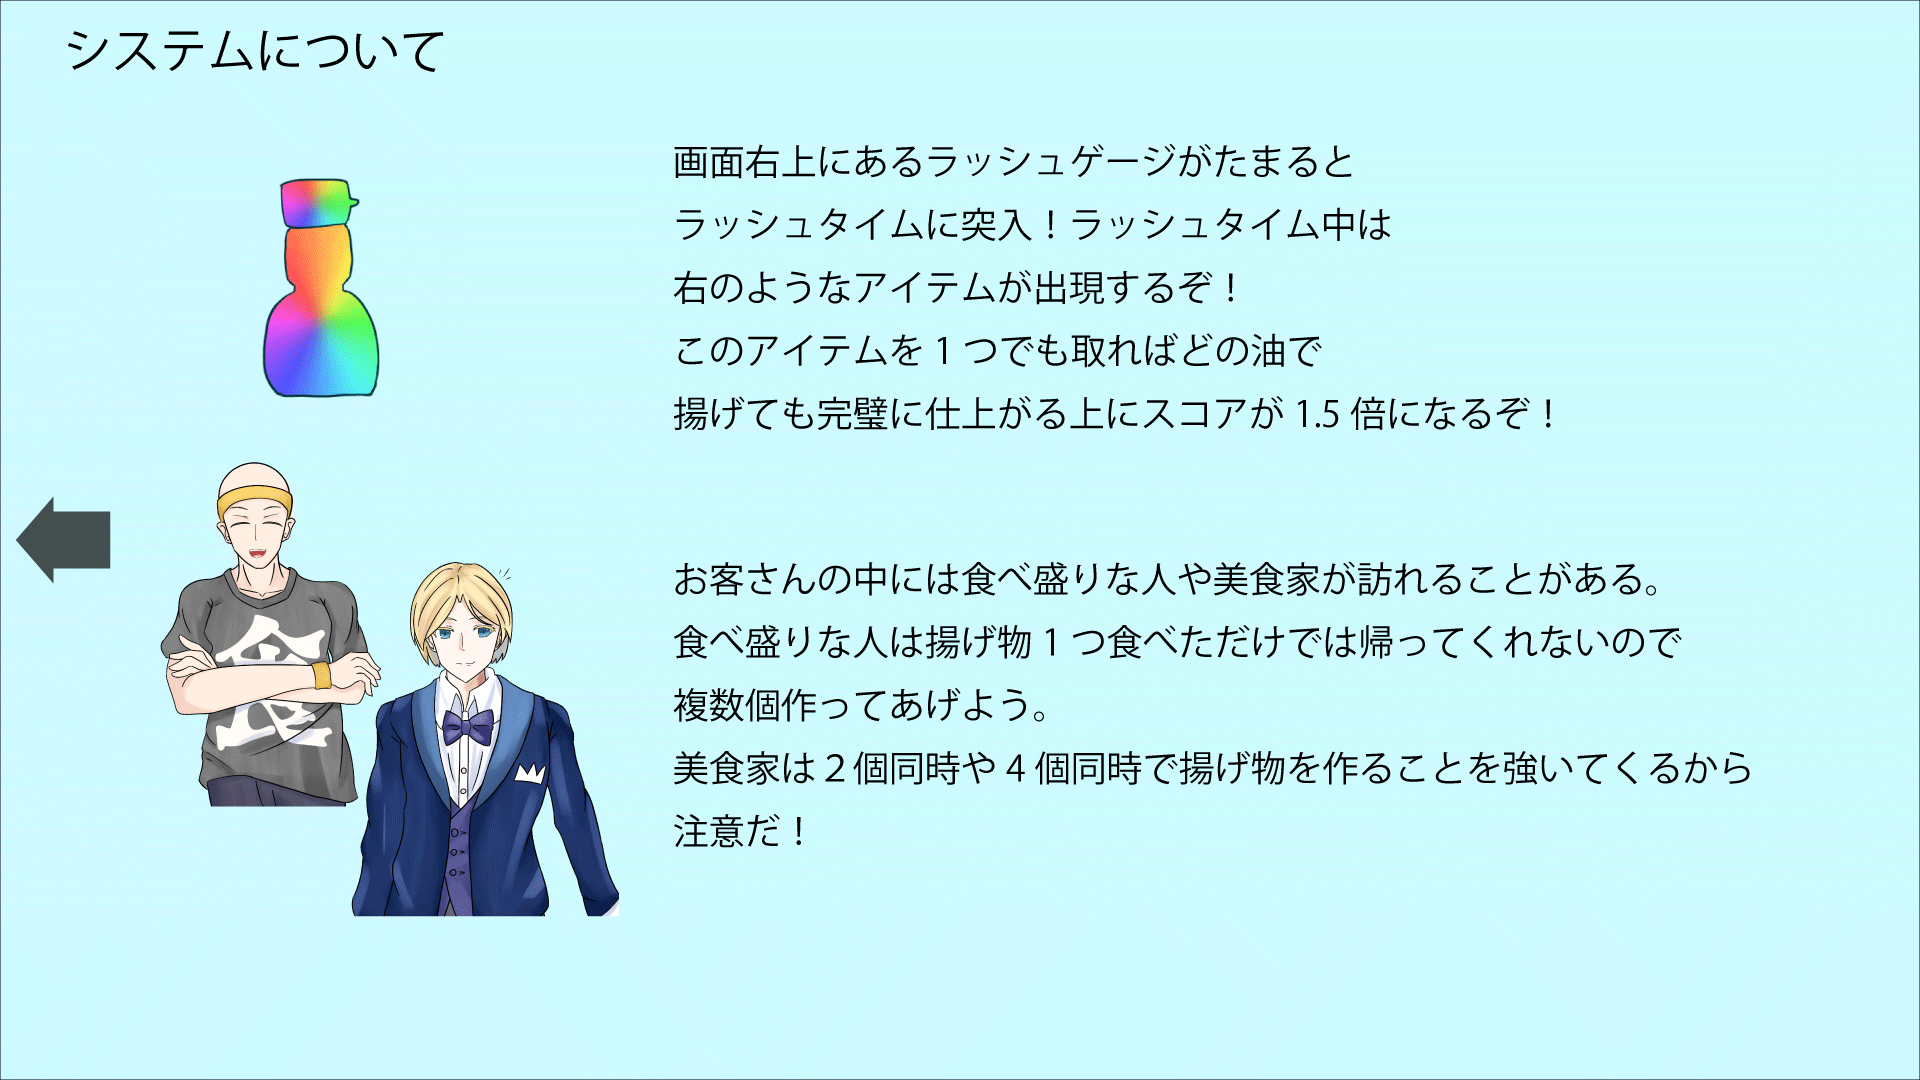 システムについて
画面右上にあるラッシュゲージがたまると
ラッシュタイムに突入！ラッシュタイム中は
右のようなアイテムが出現するぞ！
このアイテムを 1 つでも取ればどの油で
揚げても完璧に仕上がる上にスコアが 1.5 倍になるぞ！
お客さんの中には食べ盛りな人や美食家が訪れることがある。
食べ盛りな人は揚げ物 1 つ食べただけでは帰ってくれないので
複数個作ってあげよう。
美食家は２個同時や 4 個同時で揚げ物を作ることを強いてくるから
注意だ！